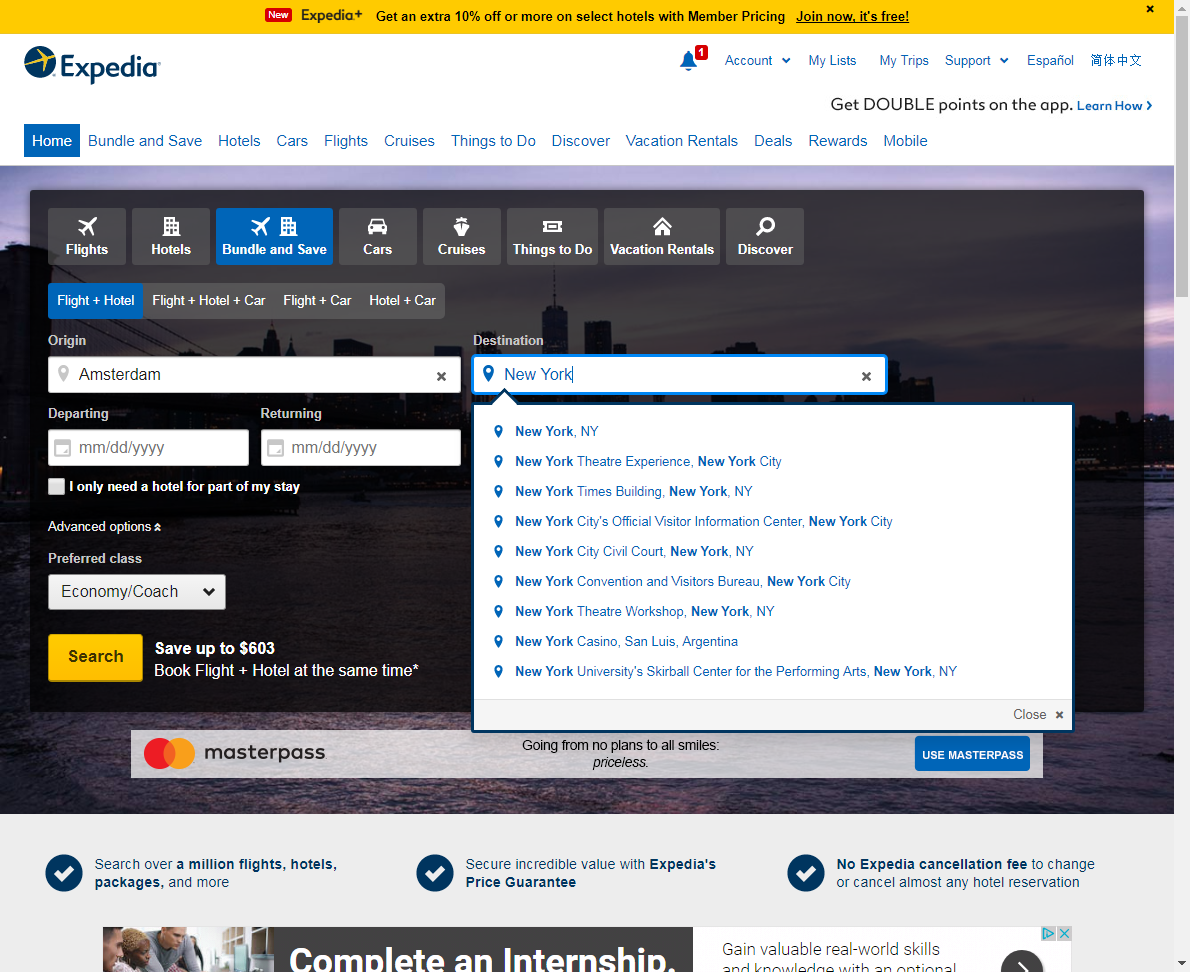 New Expedia+ Get an extra 10% off or more on select hotels with Member Pricing Join now, it's free!
Expedia
1 Account My Lists My Trips Support Español 简体中文
Get DOUBLE points on the app. Learn How
Home Bundle and Save Hotels Cars Flights Cruises Things to Do Discover Vacation Rentals Deals Rewards Mobile
Flights Hotels Bundle and Save Cars Cruises Things to Do Vacation Rentals Discover
Flight + Hotel Flight + Hotel + Car Flight + Car Hotel + Car
Origin Destination
Amsterdam New York
Departing Returning
mm/dd/yyyy mm/dd/yyyy
I only need a hotel for part of my stay
Advanced options
Preferred class
Economy/Coach
Search
Save up to $603
Book Flight + Hotel at the same time*
New York, NY
New York Theatre Experience, New York City
New York Times Building, New York, NY
New York City's Official Visitor Information Center, New York City
New York City Civil Court, New York, NY
New York Convention and Visitors Bureau, New York City
New York Theatre Workshop, New York, NY
New York Casino, San Luis, Argentina
New York University's Skirball Center for the Performing Arts, New York, NY
Close
masterpass
Going from no plans to all smiles:
priceless.
USE MASTERPASS
Search over a million flights, hotels,
packages, and more
Secure incredible value with Expedia's
Price Guarantee
No Expedia cancellation fee to change
or cancel almost any hotel reservation
Complete an Internship.
Gain valuable real-world skills
and knowledge with an optional